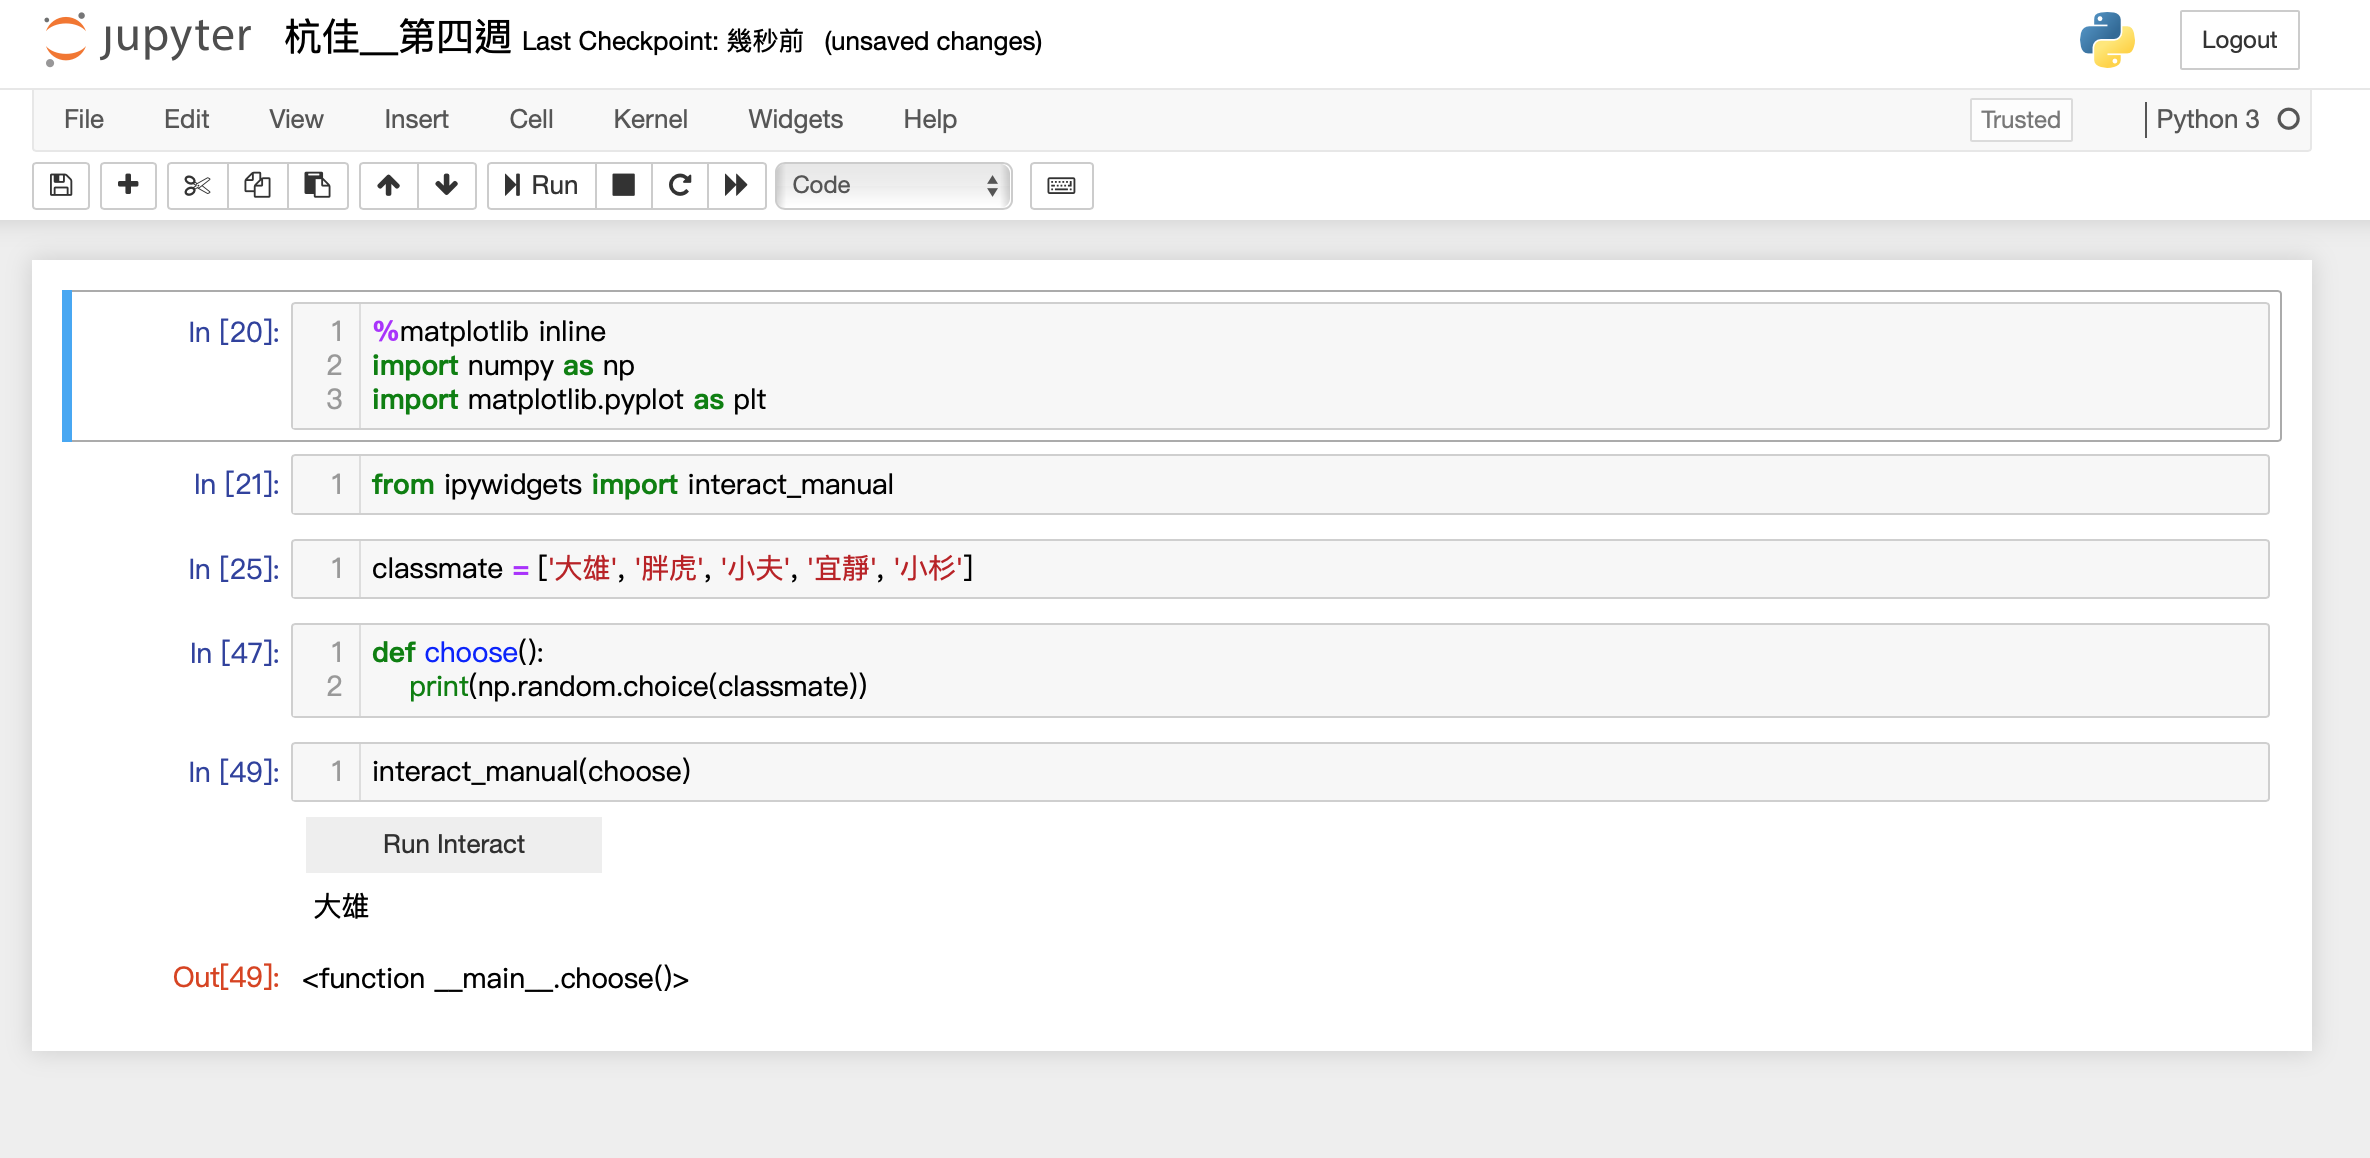 jupyter 杭佳__第四週 Last Checkpoint: 幾秒前 (unsaved changes) Logout
File Edit View Insert Cell Kernel Widgets Help Trusted Python 3
Run Code
In [20]: 1 %matplotlib inline
2 import numpy as np
3 import matplotlib.pyplot as plt
In [21]: 1 from ipywidgets import interact_manual
In [25]: 1 classmate = ['大雄', '胖虎', '小夫', '宜靜', '小杉']
In [47]: 1 def choose():
2 print(np.random.choice(classmate))
In [49]: 1 interact_manual(choose)
Run Interact
大雄
Out[49]: <function __main__.choose()>